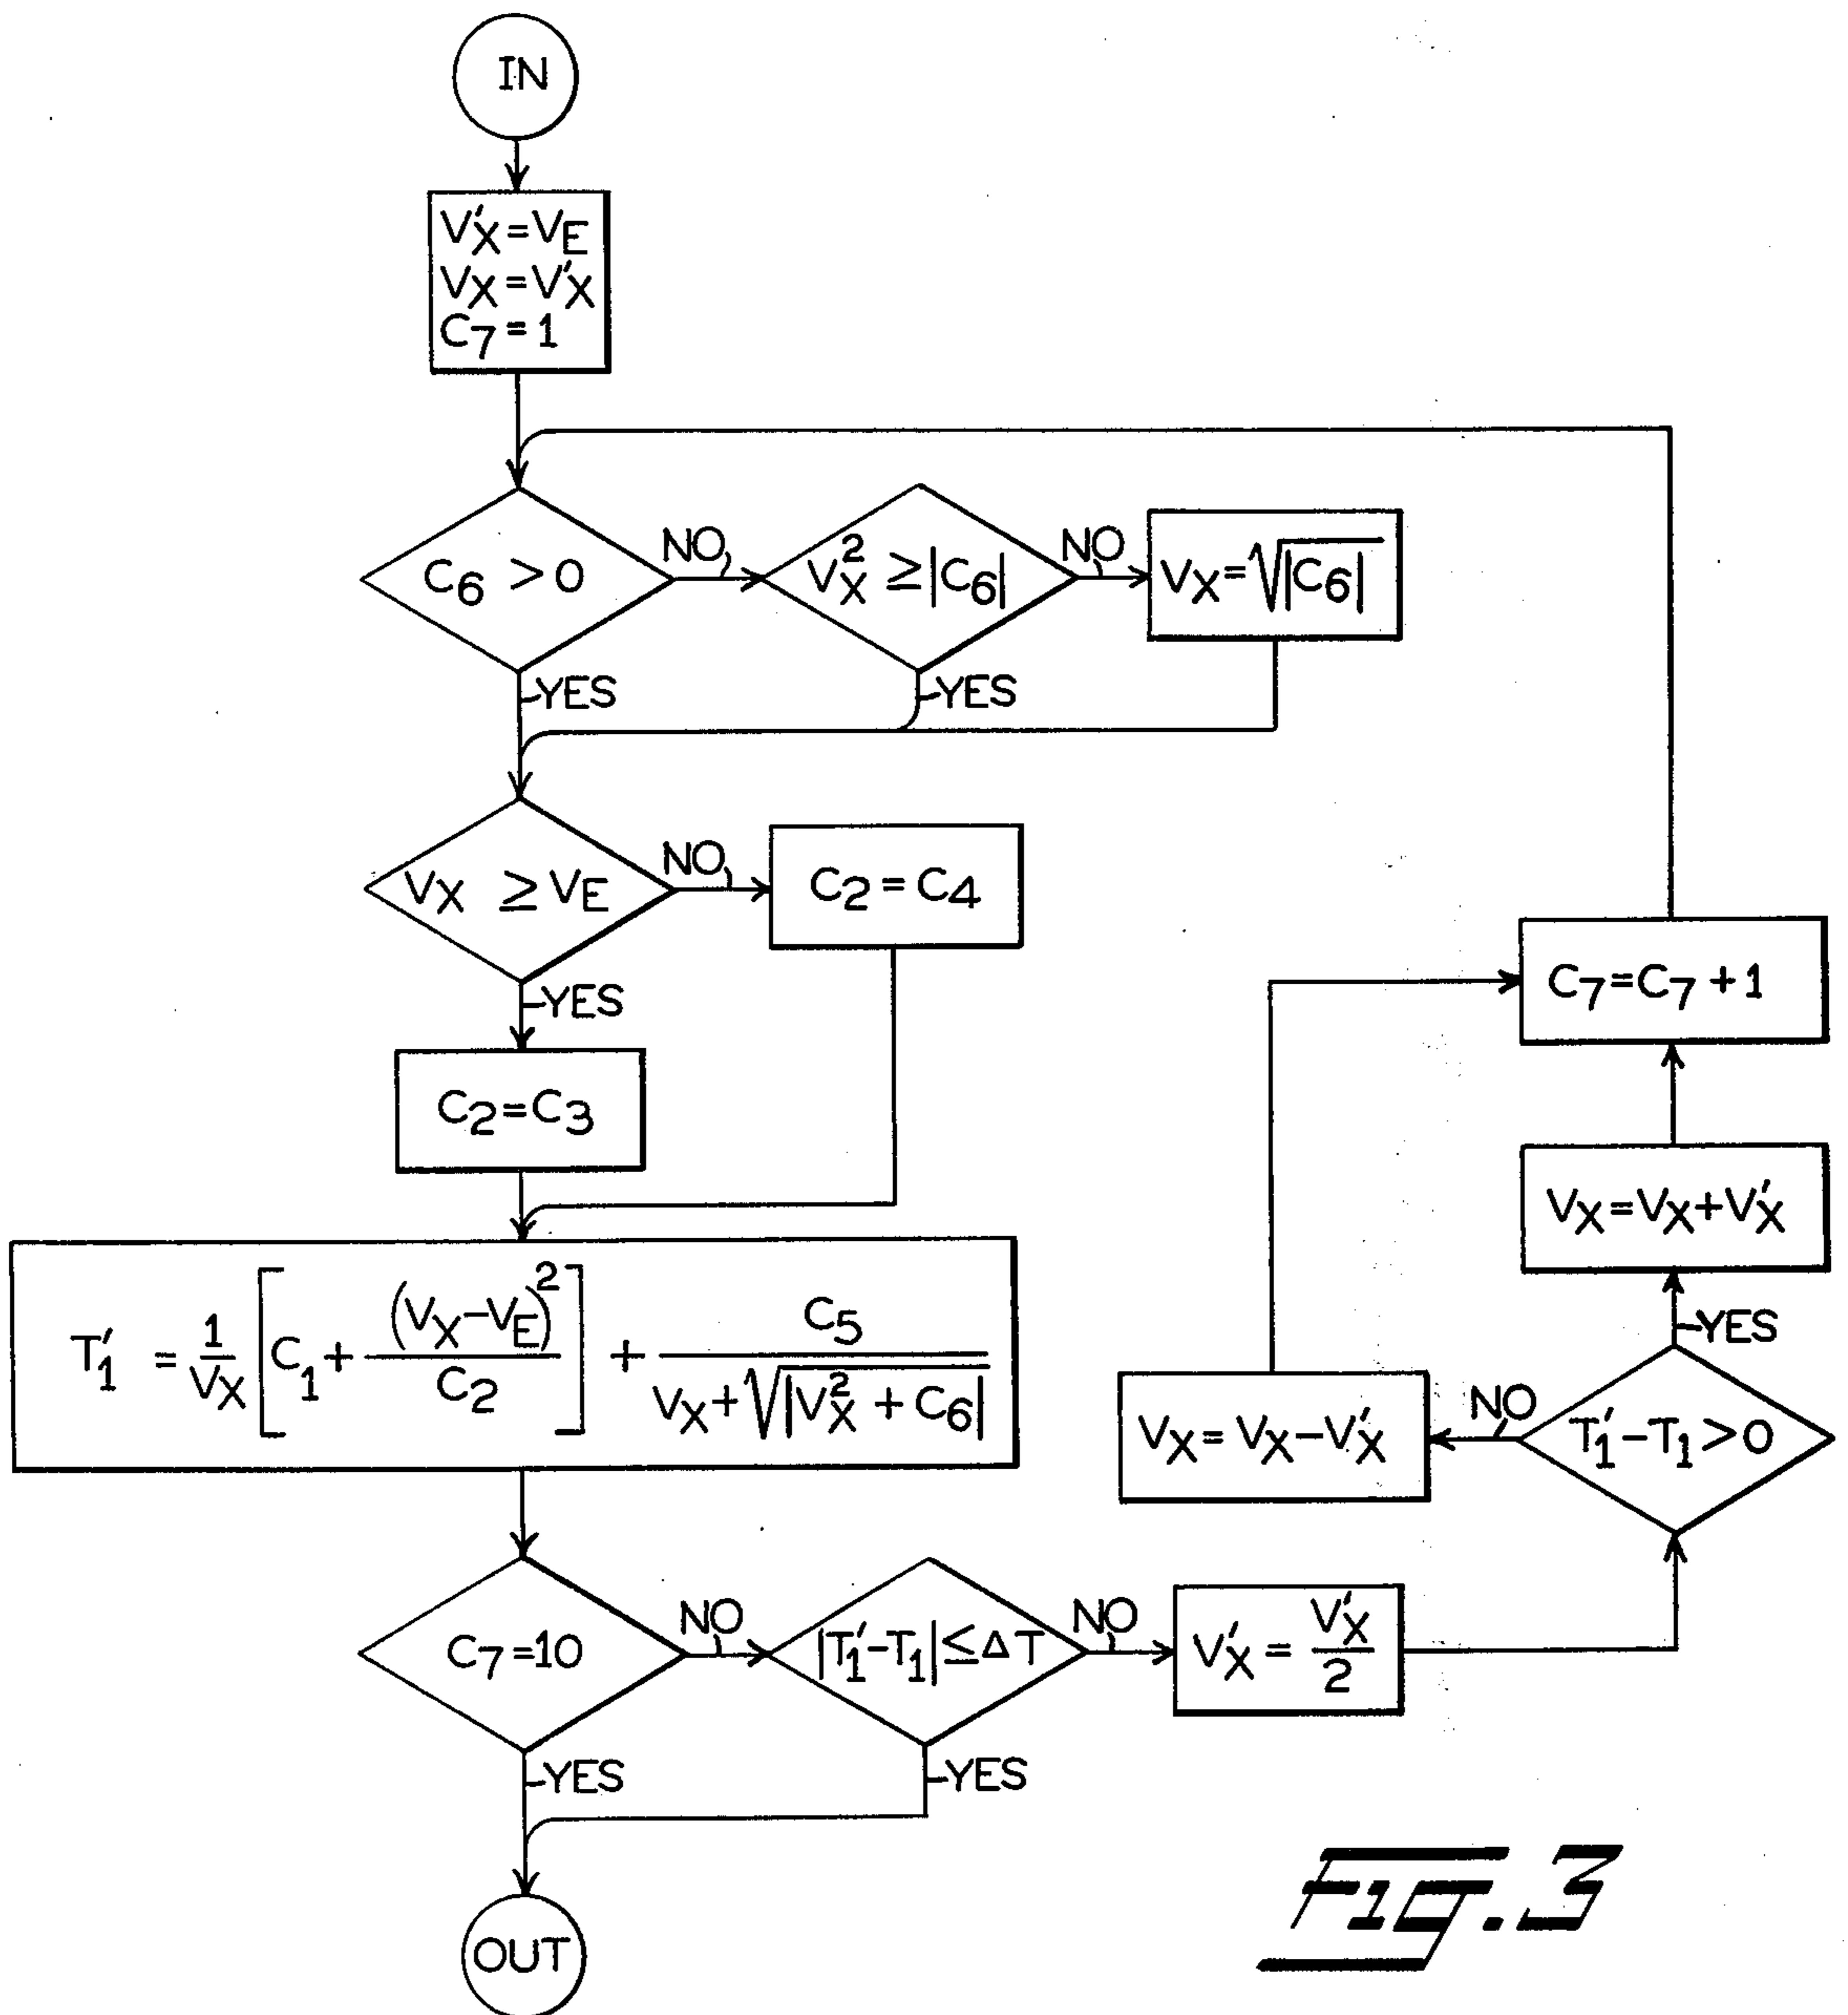 IN
V'X = VE
VX = V'X
C7 = 1
C6 > 0
NO
VX² ≥ |C6|
NO
VX = √|C6|
YES
YES
VX ≥ VE
NO
C2 = C4
YES
C2 = C3
C7 = C7 + 1
VX = VX + V'X
YES
T'1 = 1/VX [C1 + (VX − VE)²/C2] + C5/(VX + √|VX² + C6|)
VX = VX − V'X
NO
T'1 − T1 > 0
C7 = 10
NO
|T'1 − T1| ≤ ΔT
NO
V'X = V'X/2
YES
YES
OUT
Fig. 3